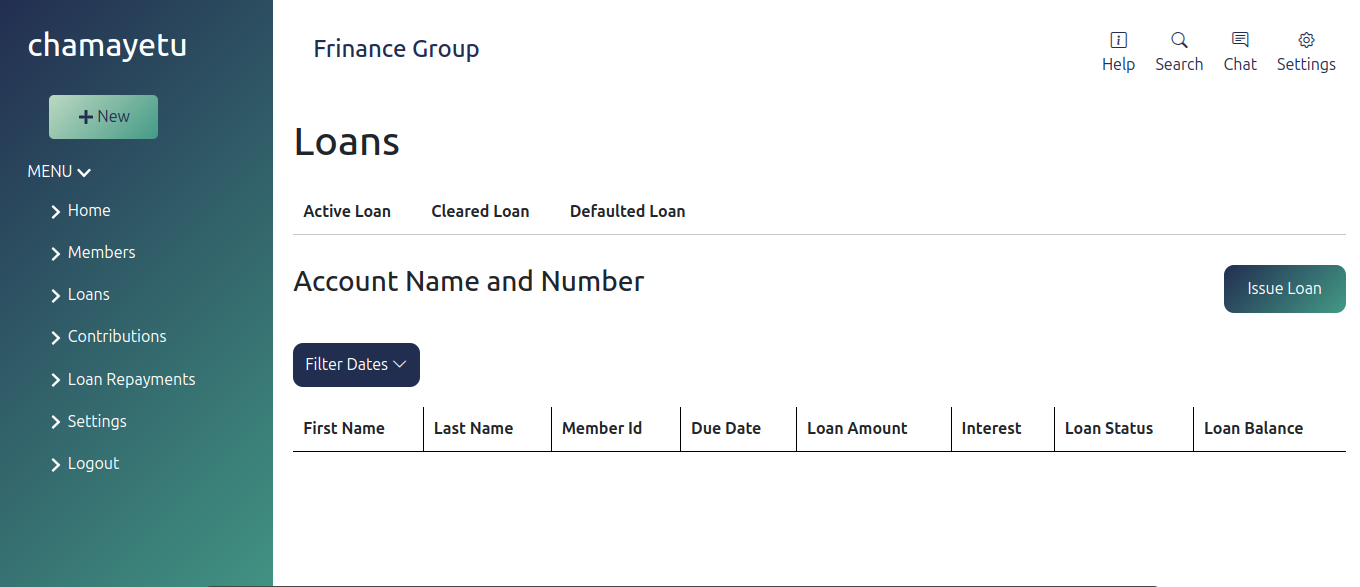 chamayetu
New
MENU
Home
Members
Loans
Contributions
Loan Repayments
Settings
Logout
Frinance Group
Help Search Chat Settings
Loans
Active Loan Cleared Loan Defaulted Loan
Account Name and Number
Issue Loan
Filter Dates
First Name Last Name Member Id Due Date Loan Amount Interest Loan Status Loan Balance